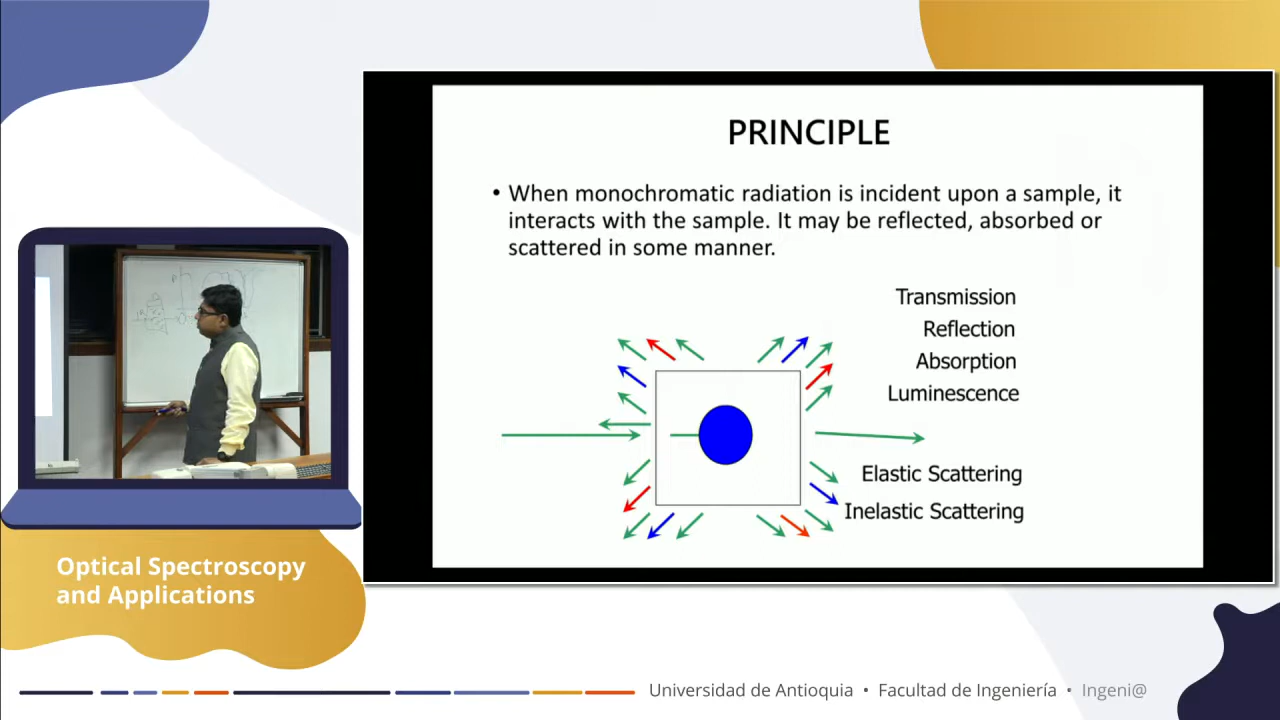 PRINCIPLE
• When monochromatic radiation is incident upon a sample, it
interacts with the sample. It may be reflected, absorbed or
scattered in some manner.
Transmission
Reflection
Absorption
Luminescence
Elastic Scattering
Inelastic Scattering
Optical Spectroscopy
and Applications
Universidad de Antioquia • Facultad de Ingeniería • Ingeni@